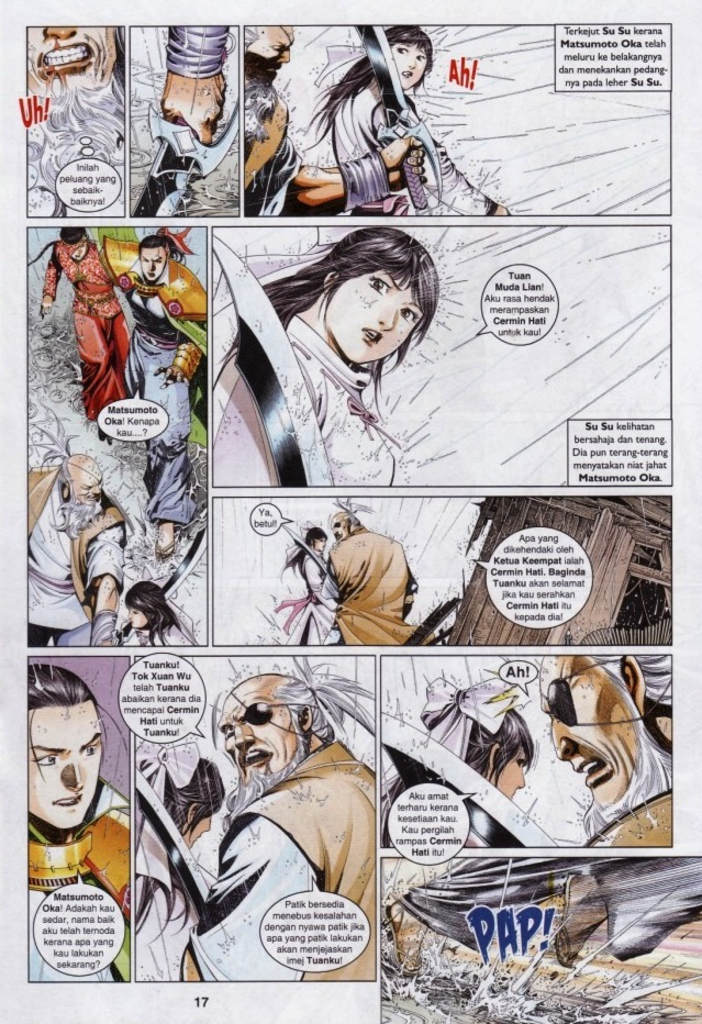 Uh!
Inilah
peluang yang
sebaik-
baiknya!
Ah!
Terkejut Su Su kerana
Matsumoto Oka telah
meluru ke belakangnya
dan menekankan pedang-
nya pada leher Su Su.
Matsumoto
Oka! Kenapa
kau....?
Tuan
Muda Lian!
Aku rasa hendak
merampaskan
Cermin Hati
untuk kau!
Su Su kelihatan
bersahaja dan tenang.
Dia pun terang-terang
menyatakan niat jahat
Matsumoto Oka.
Ya,
betul!
Apa yang
dikehendaki oleh
Ketua Keempat ialah
Cermin Hati. Baginda
Tuanku akan selamat
jika kau serahkan
Cermin Hati itu
kepada dia!
Matsumoto
Oka! Adakah kau
sedar, nama baik
aku telah ternoda
kerana apa yang
kau lakukan
sekarang?
Tuanku!
Tok Xuan Wu
telah Tuanku
abaikan kerana dia
mencapai Cermin
Hati untuk
Tuanku!
Patik bersedia
menebus kesalahan
dengan nyawa patik jika
apa yang patik lakukan
akan menjejaskan
imej Tuanku!
Ah!
Aku amat
terharu kerana
kesetiaan kau.
Kau pergilah
rampas Cermin
Hati itu!
PAP!
17